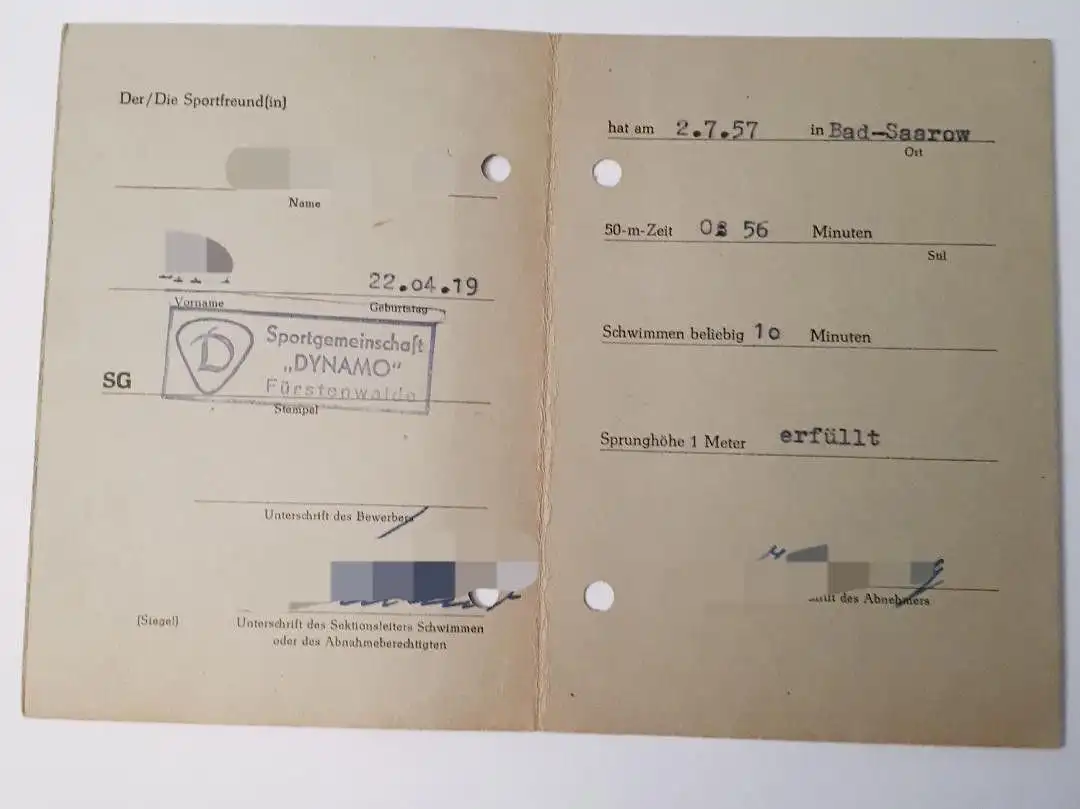 Der/Die Sportfreund(in)
Name
22.04.19
Vorname Geburtstag
Sportgemeinschaft
„DYNAMO“
Fürstenwalde
SG
Stempel
Unterschrift des Bewerbers
(Siegel)
Unterschrift des Sektionsleiters Schwimmen
oder des Abnahmeberechtigten
hat am 2.7.57 in Bad-Saarow
Ort
50-m-Zeit 56 Minuten
Stil
Schwimmen beliebig 1o Minuten
Sprunghöhe 1 Meter erfüllt
des Abnehmers